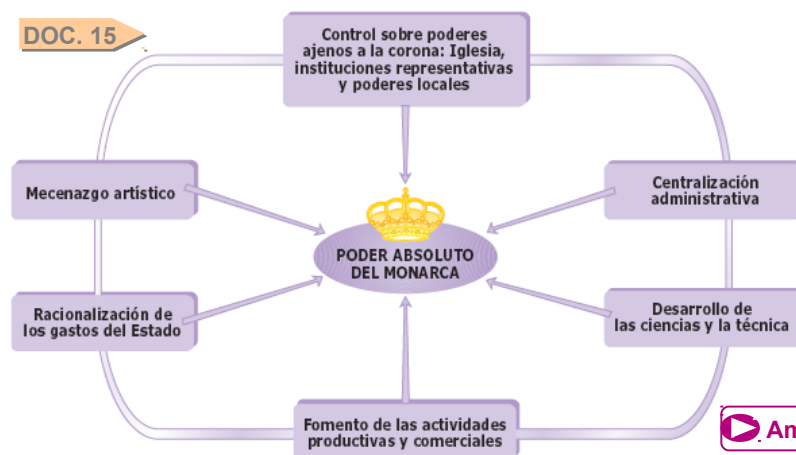 DOC. 15
Control sobre poderes
ajenos a la corona: Iglesia,
instituciones representativas
y poderes locales
Mecenazgo artístico
Centralización
administrativa
PODER ABSOLUTO
DEL MONARCA
Racionalización de
los gastos del Estado
Desarrollo de
las ciencias y la técnica
Fomento de las actividades
productivas y comerciales